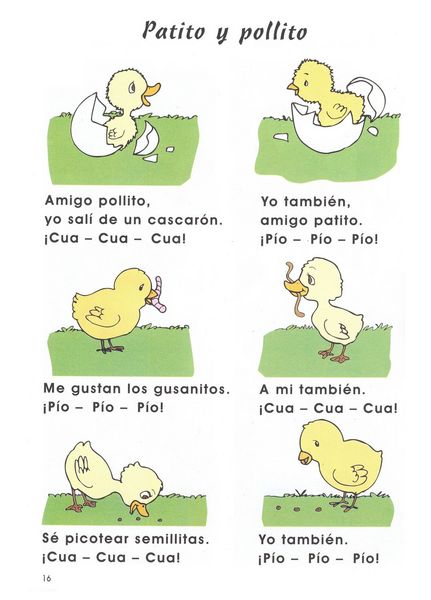 Patito y pollito
Amigo pollito,
yo salí de un cascarón.
¡Cua – Cua – Cua!
Yo también,
amigo patito.
¡Pío – Pío – Pío!
Me gustan los gusanitos.
¡Pío – Pío – Pío!
A mi también.
¡Cua – Cua – Cua!
Sé picotear semillitas.
¡Cua – Cua – Cua!
Yo también.
¡Pío – Pío – Pío!
16